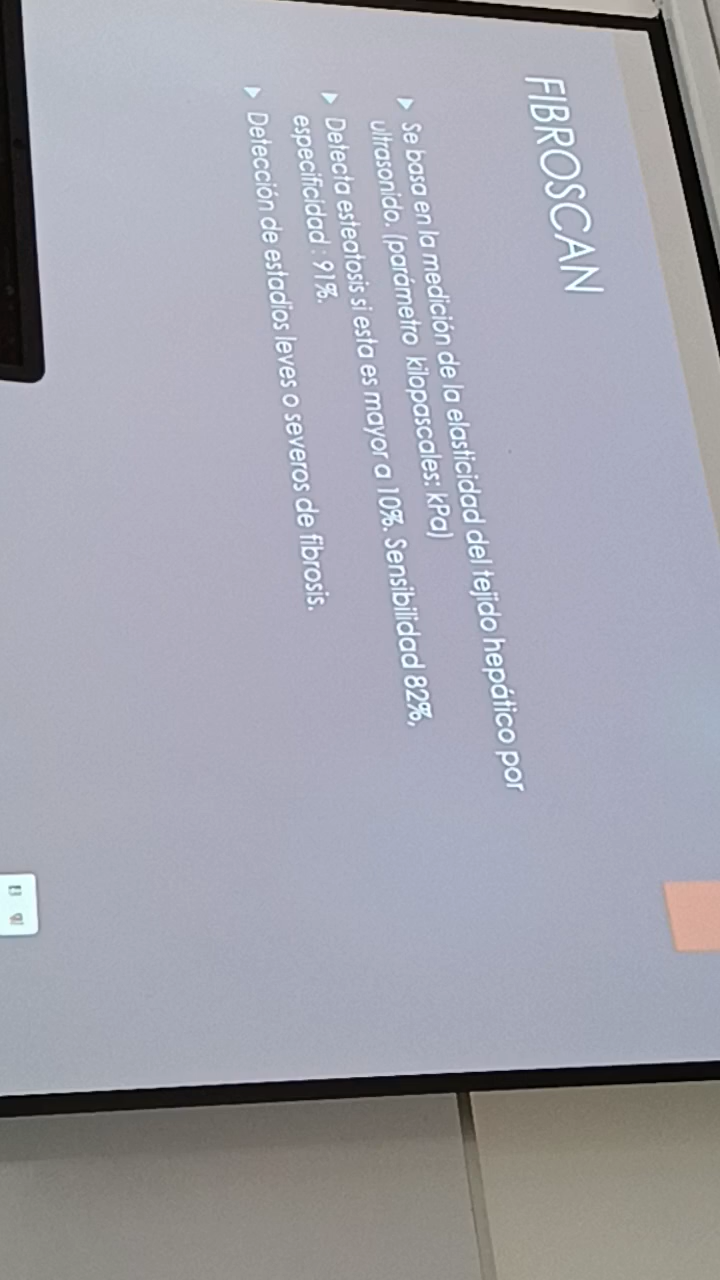 FIBROSCAN
Se basa en la medición de la elasticidad del tejido hepático por
ultrasonido. (parámetro kilopascales: kPa)
Detecta esteatosis si esta es mayor a 10%. Sensibilidad 82%,
especificidad : 91%.
Detección de estadios leves o severos de fibrosis.